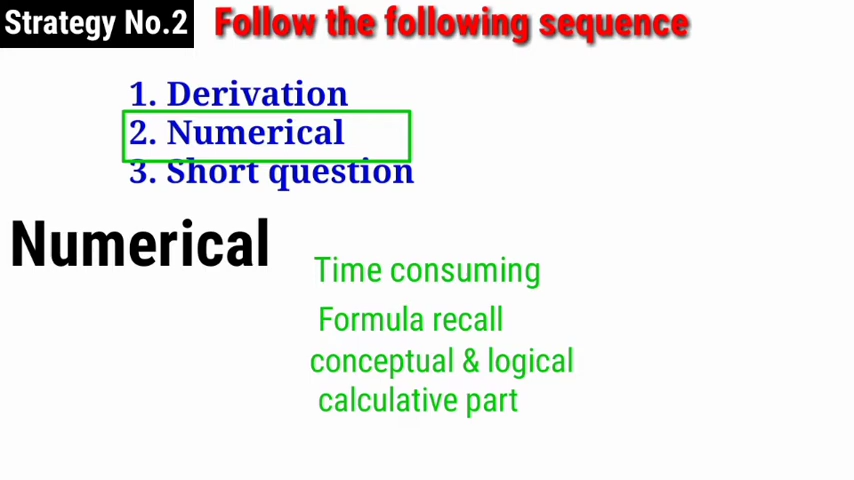 Strategy No.2
Follow the following sequence
1. Derivation
2. Numerical
3. Short question
Numerical
Time consuming
Formula recall
conceptual & logical
calculative part